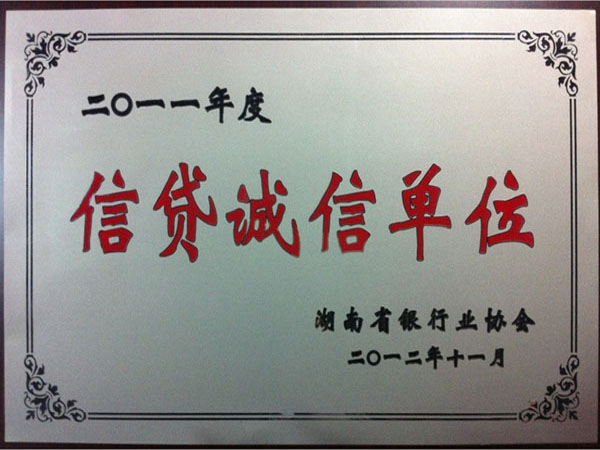 二〇一一年度
信贷诚信单位
湖南省银行业协会
二〇一二年十一月